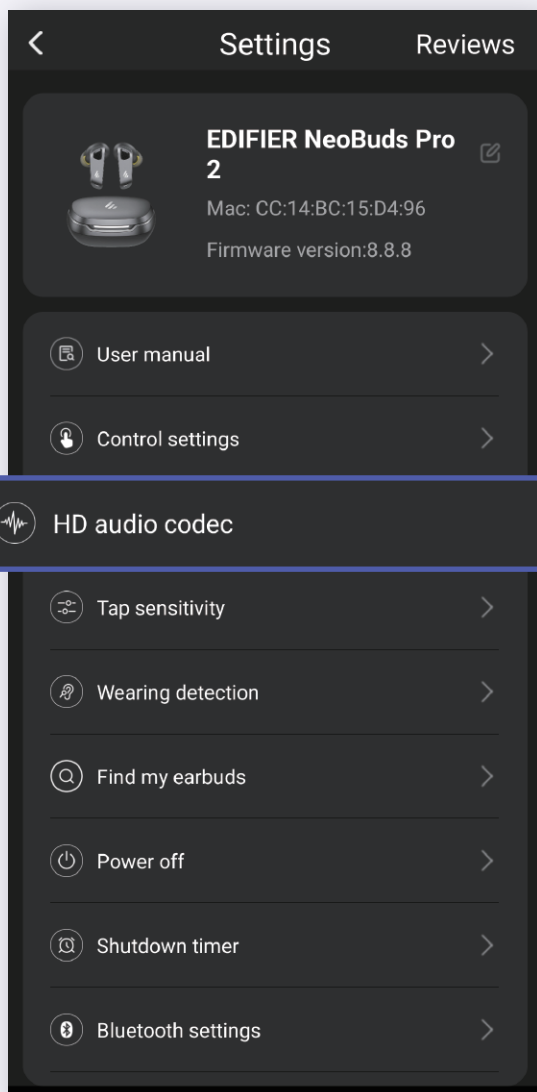 Settings
Reviews
EDIFIER NeoBuds Pro
2
Mac: CC:14:BC:15:D4:96
Firmware version:8.8.8
User manual
Control settings
HD audio codec
Tap sensitivity
Wearing detection
Find my earbuds
Power off
Shutdown timer
Bluetooth settings